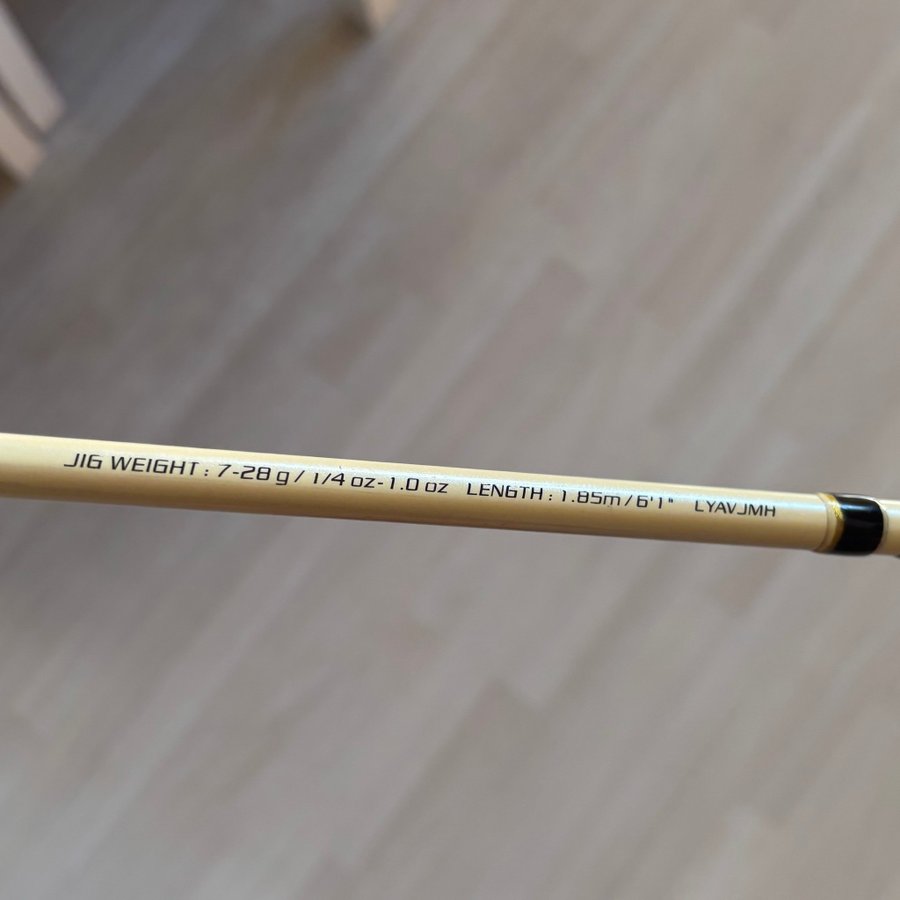 JIG WEIGHT : 7-28 g / 1/4 oz-1.0 oz LENGTH : 1.85m / 6'1" LYAVJMH